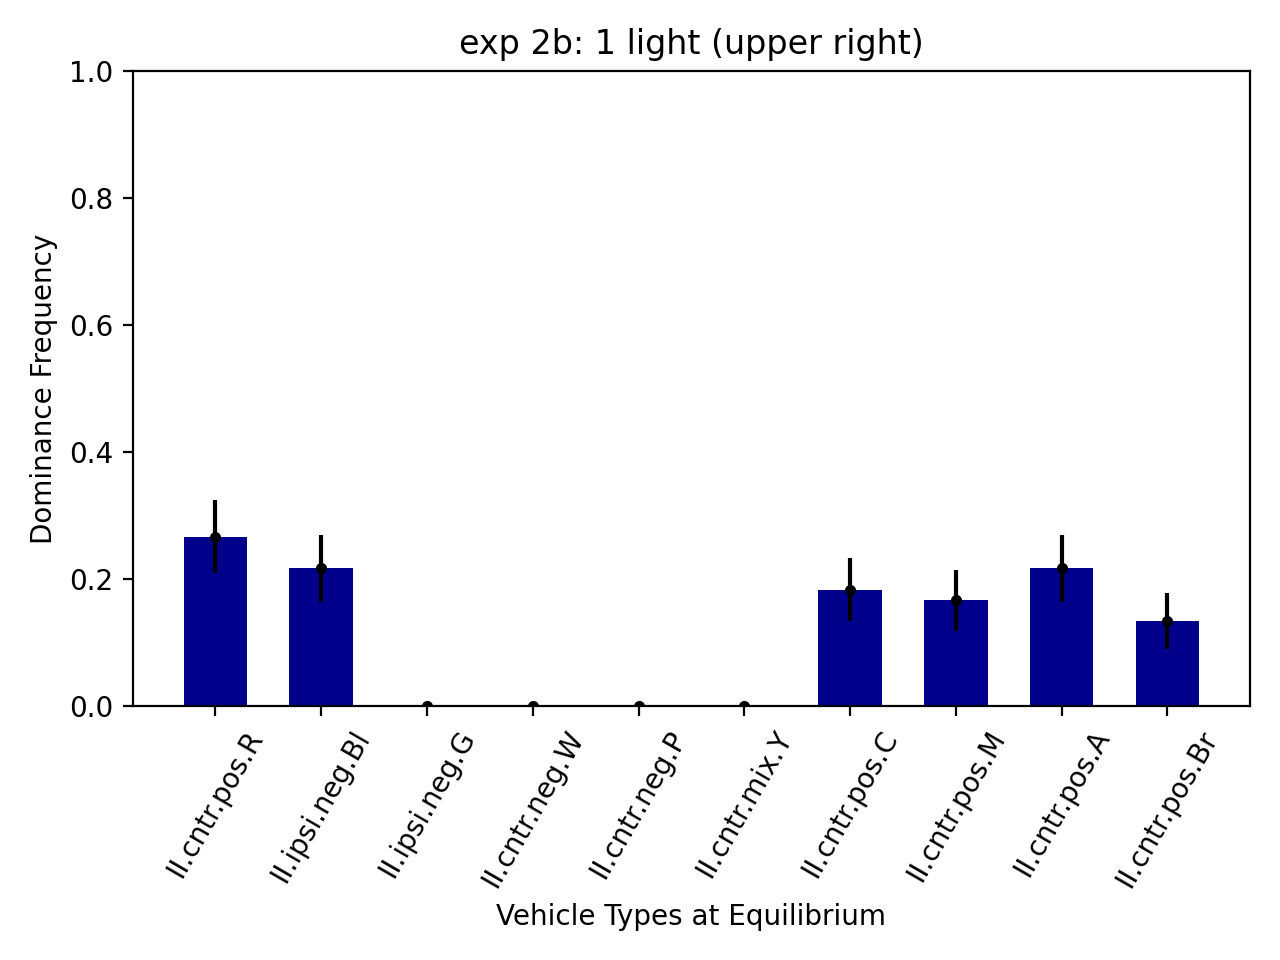 exp 2b: 1 light (upper right)
1.0
0.8
0.6
0.4
0.2
0.0
Dominance Frequency
II.cntr.pos.R
II.ipsi.neg.Bl
II.ipsi.neg.G
II.cntr.neg.W
II.cntr.neg.P
II.cntr.mix.Y
II.cntr.pos.C
II.cntr.pos.M
II.cntr.pos.A
II.cntr.pos.Br
Vehicle Types at Equilibrium